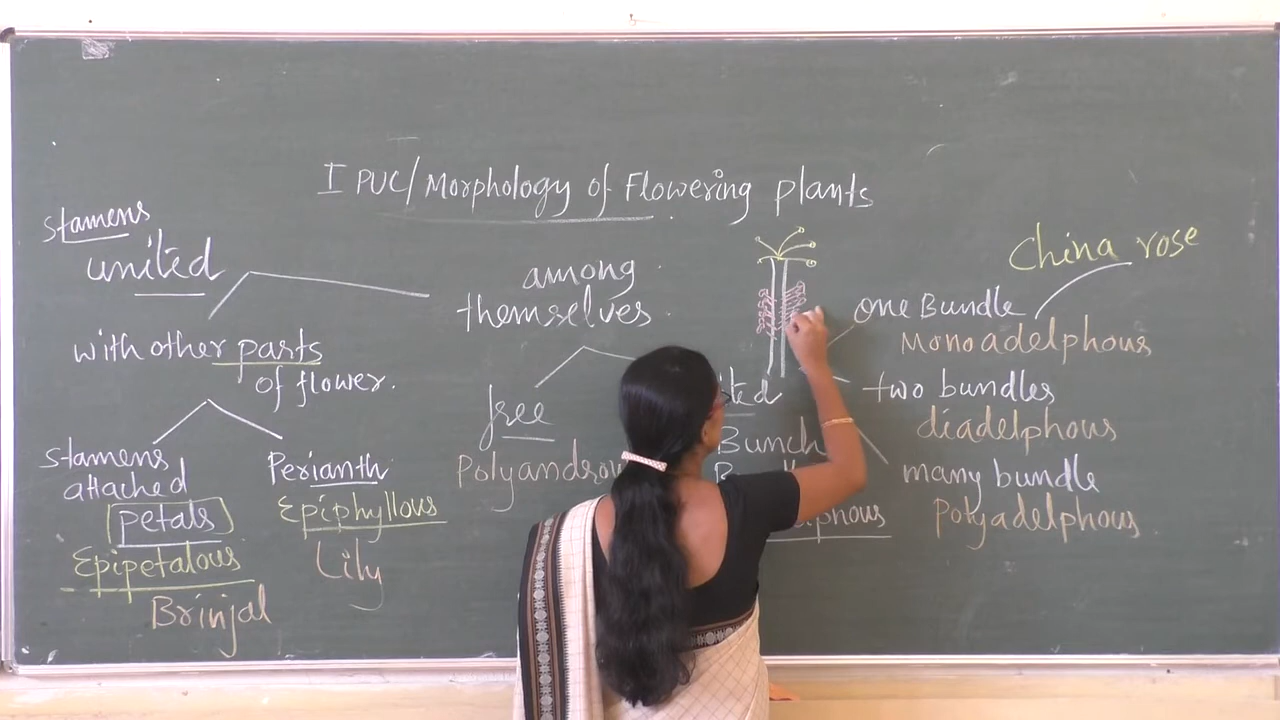 I PUC/Morphology of Flowering plants
stamens
united
with other parts
of flower.
stamens
attached
petals
Epipetalous
Brinjal
Perianth
Epiphyllous
Lily
among
themselves
free
Bunch
China rose
one Bundle
Monoadelphous
two bundles
diadelphous
many bundle
Polyadelphous